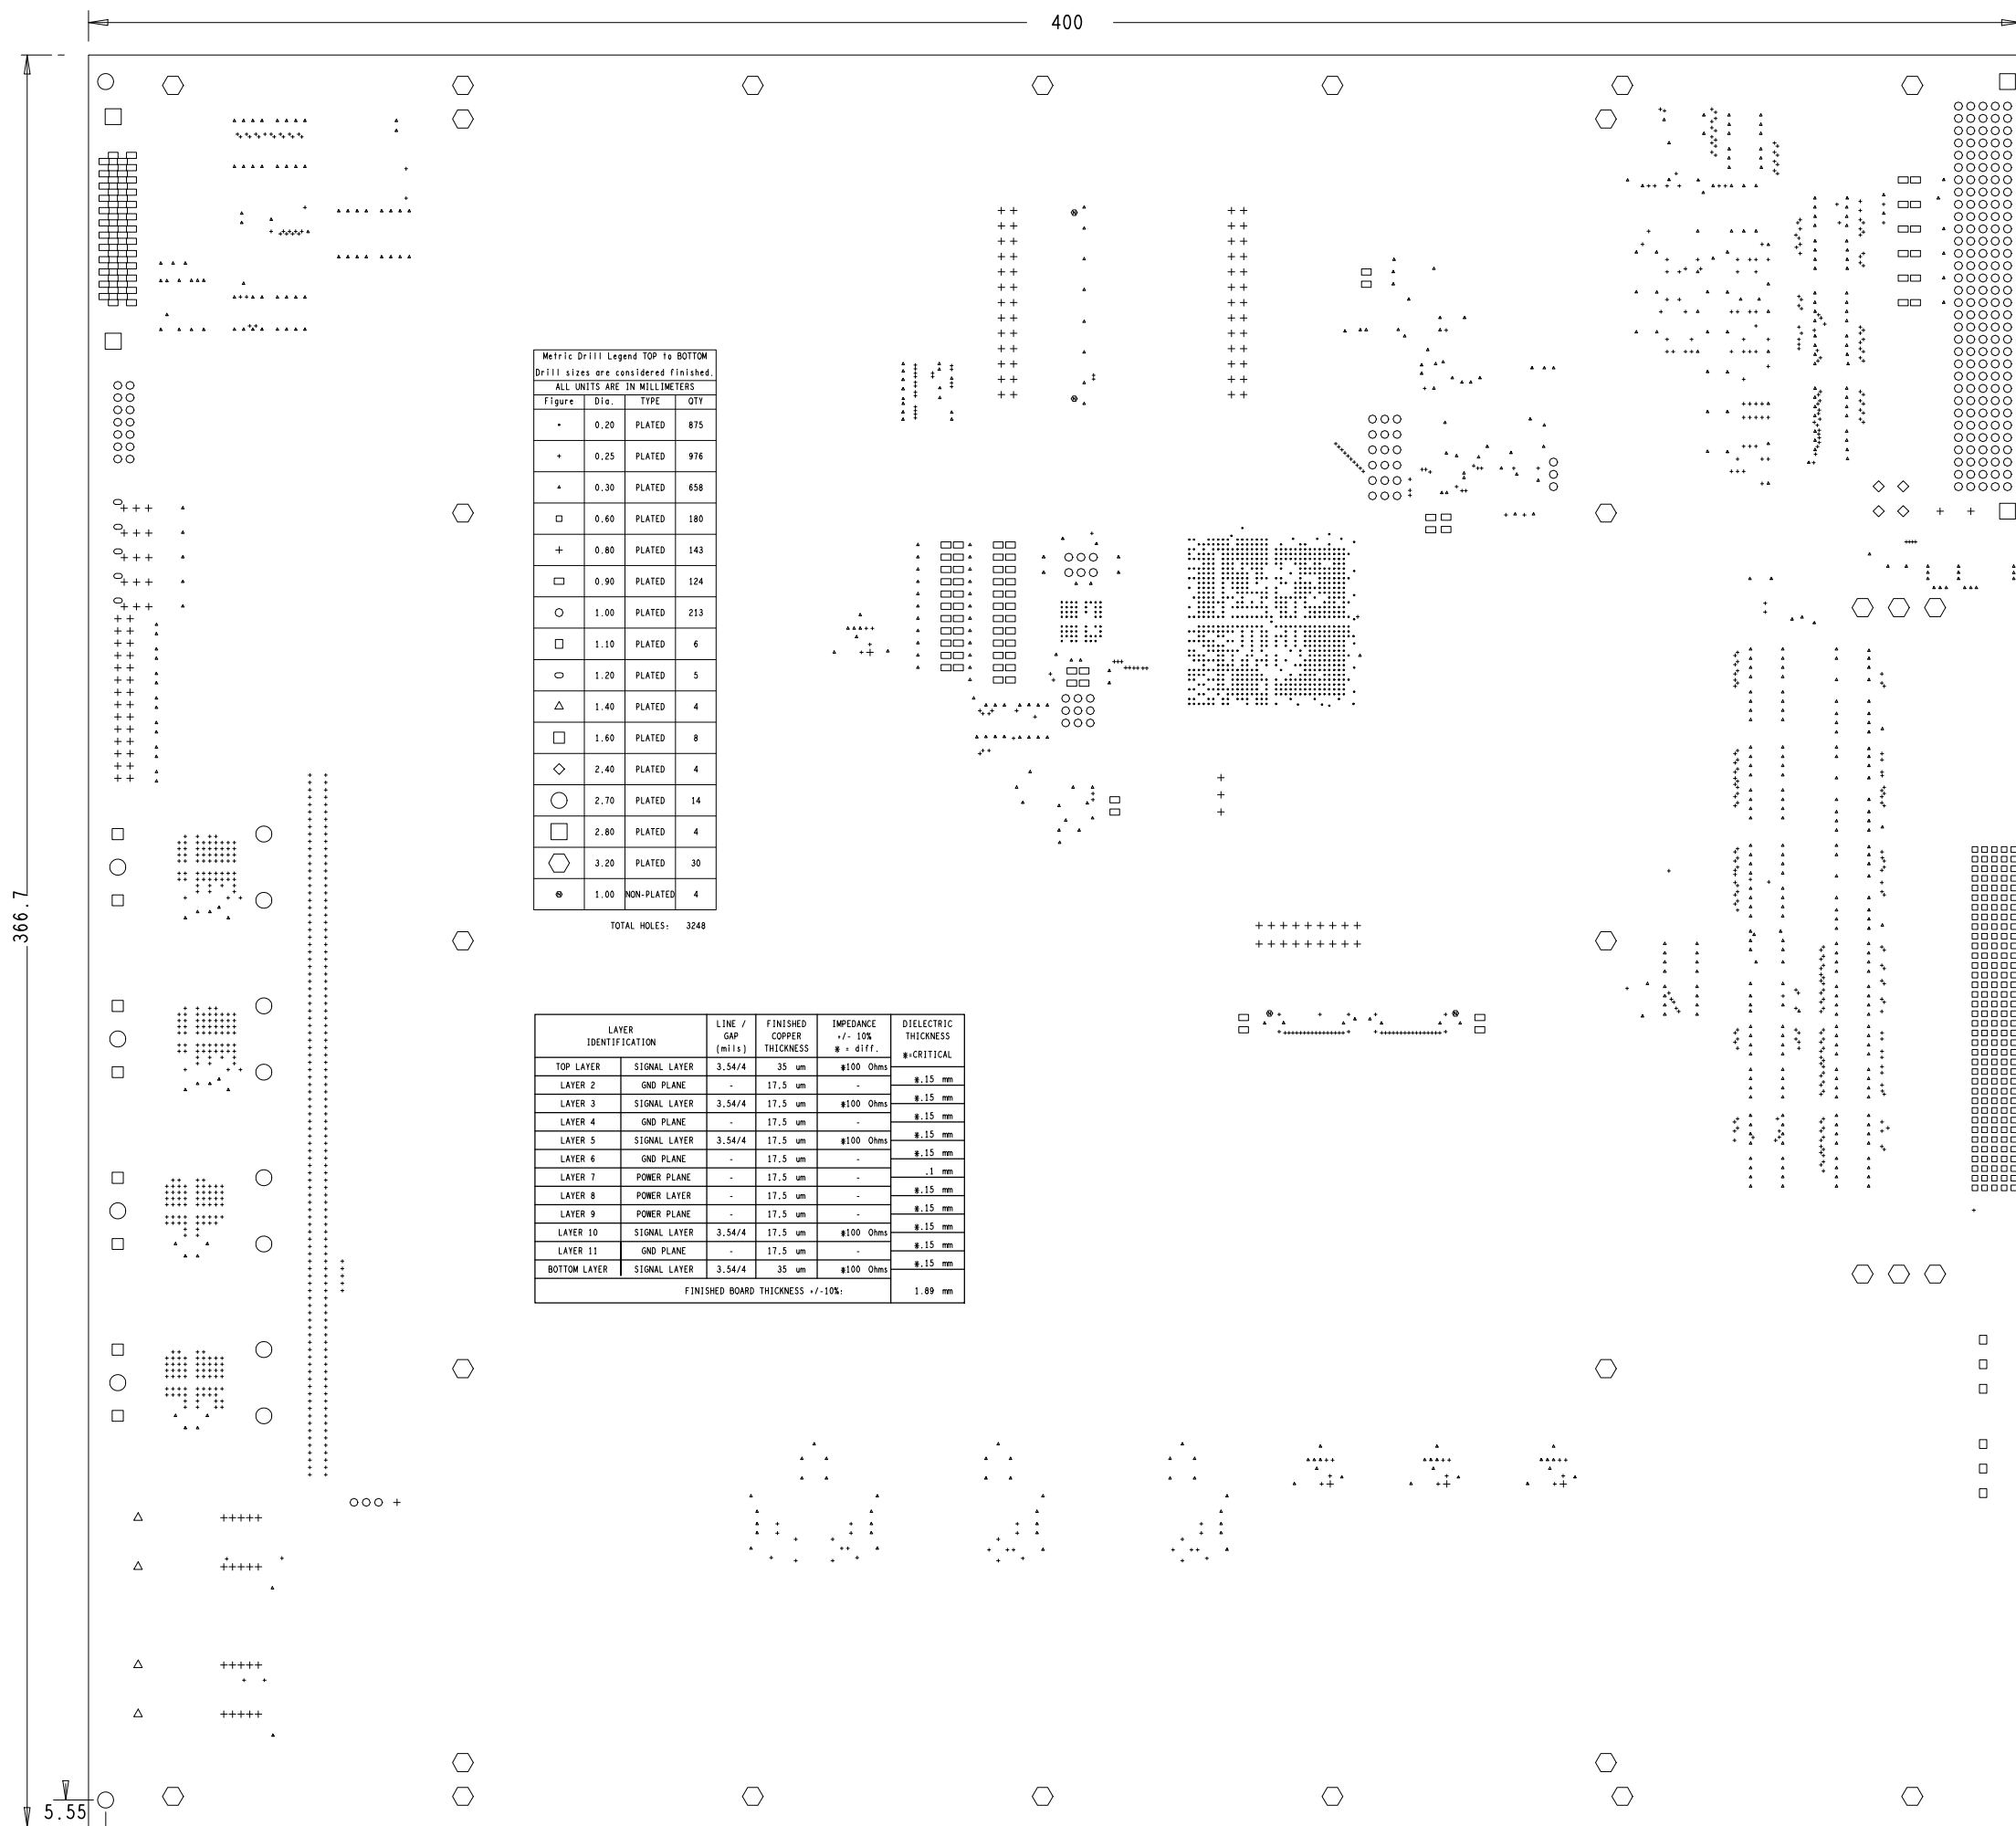 400
366.7
5.55
Metric Drill Legend TOP to BOTTOM
Drill sizes are considered finished.
ALL UNITS ARE IN MILLIMETERS
Figure Dia. TYPE QTY
0.20 PLATED 875
0.25 PLATED 976
0.30 PLATED 658
0.60 PLATED 180
0.80 PLATED 143
0.90 PLATED 124
1.00 PLATED 213
1.10 PLATED 6
1.20 PLATED 5
1.40 PLATED 4
1.60 PLATED 8
2.40 PLATED 4
2.70 PLATED 14
2.80 PLATED 4
3.20 PLATED 30
1.00 NON-PLATED 4
TOTAL HOLES: 3248
LAYER IDENTIFICATION
LINE / GAP (mils)
FINISHED COPPER THICKNESS
IMPEDANCE +/- 10% * = diff.
DIELECTRIC THICKNESS *=CRITICAL
TOP LAYER SIGNAL LAYER 3.54/4 35 um *100 Ohms
*.15 mm
LAYER 2 GND PLANE - 17.5 um -
*.15 mm
LAYER 3 SIGNAL LAYER 3.54/4 17.5 um *100 Ohms
*.15 mm
LAYER 4 GND PLANE - 17.5 um -
*.15 mm
LAYER 5 SIGNAL LAYER 3.54/4 17.5 um *100 Ohms
*.15 mm
LAYER 6 GND PLANE - 17.5 um -
.1 mm
LAYER 7 POWER PLANE - 17.5 um -
*.15 mm
LAYER 8 POWER LAYER - 17.5 um -
*.15 mm
LAYER 9 POWER PLANE - 17.5 um -
*.15 mm
LAYER 10 SIGNAL LAYER 3.54/4 17.5 um *100 Ohms
*.15 mm
LAYER 11 GND PLANE - 17.5 um -
*.15 mm
BOTTOM LAYER SIGNAL LAYER 3.54/4 35 um *100 Ohms
FINISHED BOARD THICKNESS +/-10%: 1.89 mm